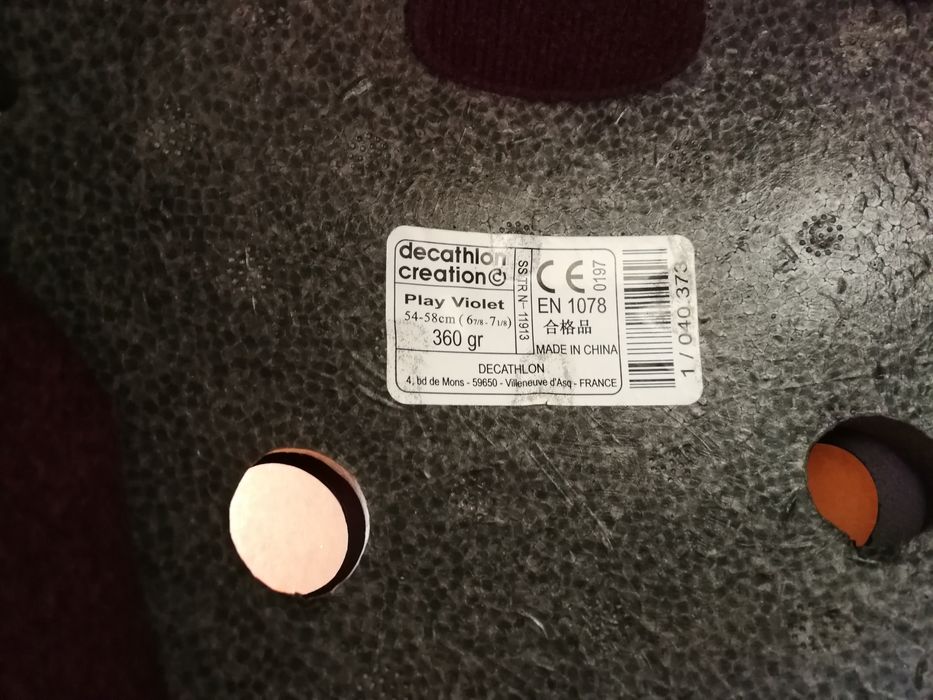 decathlon
creation
Play Violet
54-58cm ( 6 7/8 - 7 1/8)
360 gr
SS TR N- 11913
CE 0197
EN 1078
合格品
MADE IN CHINA
DECATHLON
4, bd de Mons - 59650 - Villeneuve d'Asq - FRANCE
1 / 040.373